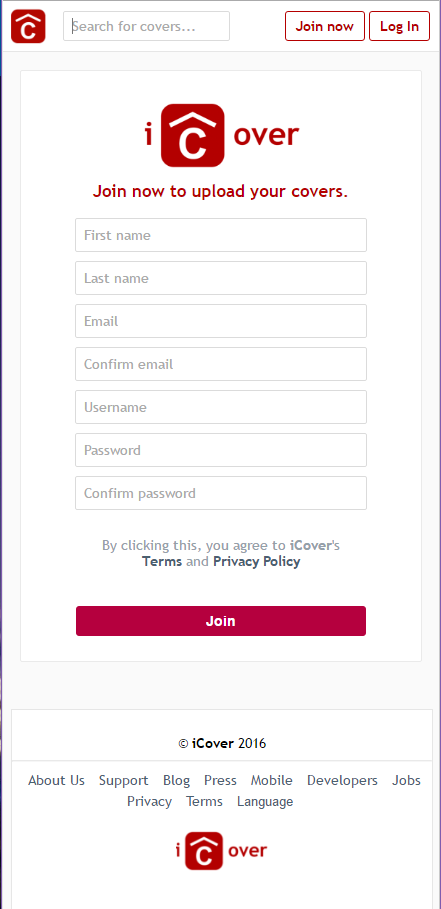 C Search for covers... Join now Log In
i C over
Join now to upload your covers.
First name
Last name
Email
Confirm email
Username
Password
Confirm password
By clicking this, you agree to iCover's
Terms and Privacy Policy
Join
© iCover 2016
About Us Support Blog Press Mobile Developers Jobs
Privacy Terms Language
i C over